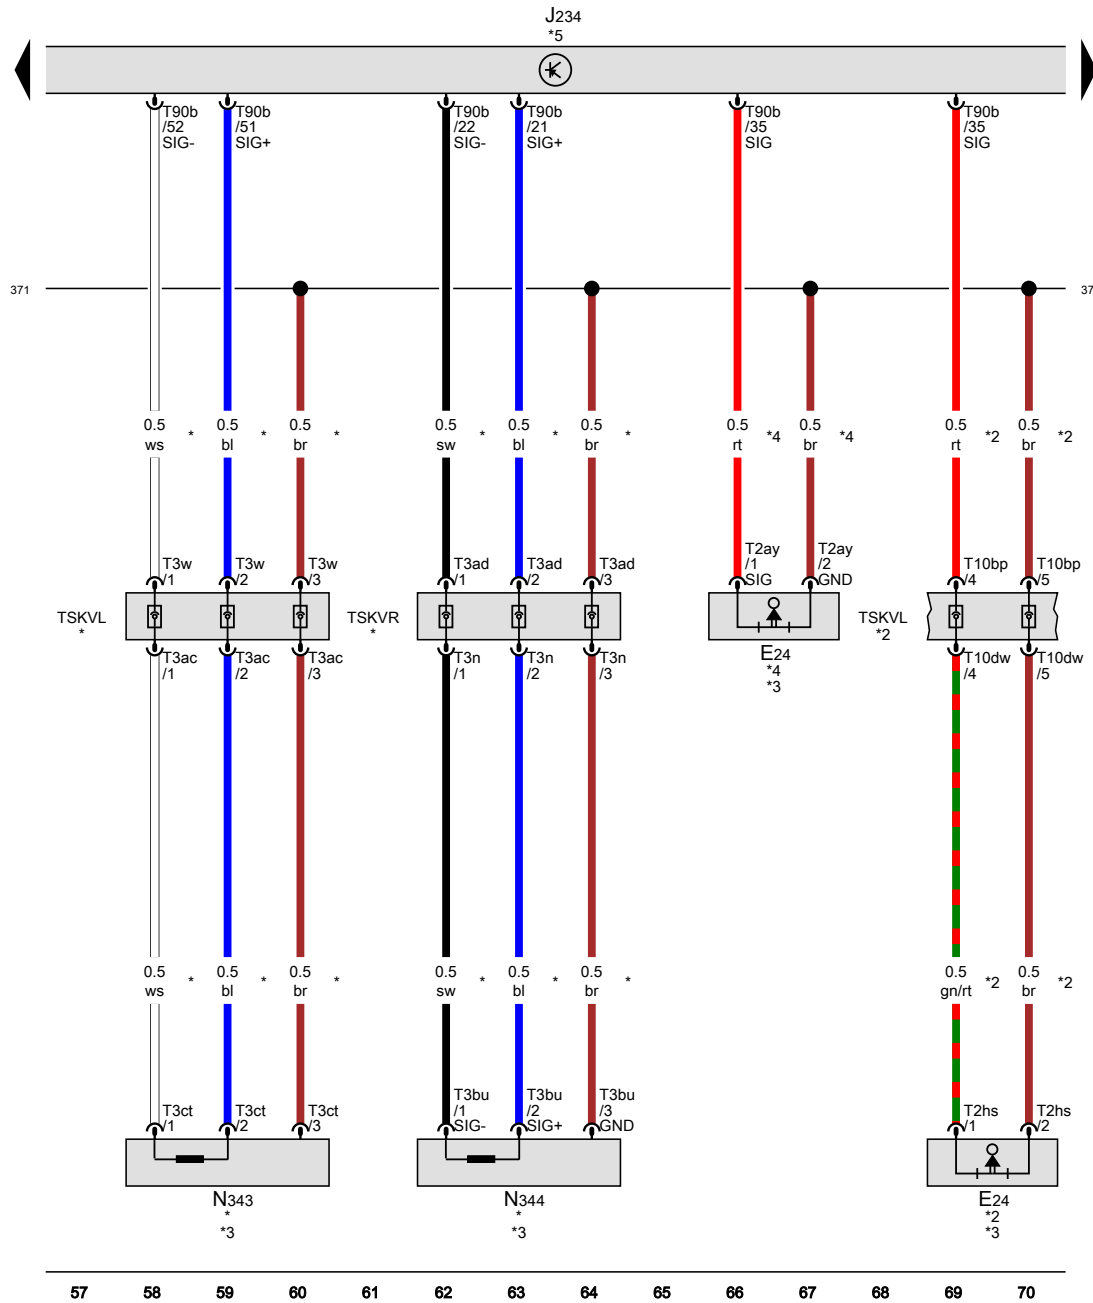 J234
*5
T90b
/52
SIG-
T90b
/51
SIG+
T90b
/22
SIG-
T90b
/21
SIG+
T90b
/35
SIG
T90b
/35
SIG
371
37
0.5
ws
*
0.5
bl
*
0.5
br
*
0.5
sw
*
0.5
bl
*
0.5
br
*
0.5
rt
*4
0.5
br
*4
0.5
rt
*2
0.5
br
*2
T3w
/1
T3w
/2
T3w
/3
T3ad
/1
T3ad
/2
T3ad
/3
T2ay
/1
SIG
T2ay
/2
GND
T10bp
/4
T10bp
/5
TSKVL
*
TSKVR
*
E24
*4
*3
TSKVL
*2
T3ac
/1
T3ac
/2
T3ac
/3
T3n
/1
T3n
/2
T3n
/3
T10dw
/4
T10dw
/5
0.5
ws
*
0.5
bl
*
0.5
br
*
0.5
sw
*
0.5
bl
*
0.5
br
*
0.5
gn/rt
*2
0.5
br
*2
T3ct
/1
T3ct
/2
T3ct
/3
T3bu
/1
SIG-
T3bu
/2
SIG+
T3bu
/3
GND
T2hs
/1
T2hs
/2
N343
*
*3
N344
*
*3
E24
*2
*3
57 58 59 60 61 62 63 64 65 66 67 68 69 70